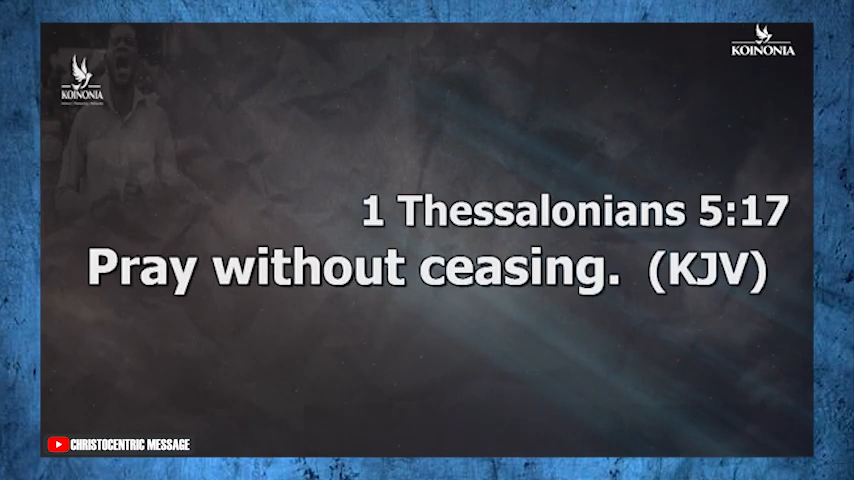 KOINONIA
KOINONIA
1 Thessalonians 5:17
Pray without ceasing. (KJV)
CHRISTOCENTRIC MESSAGE